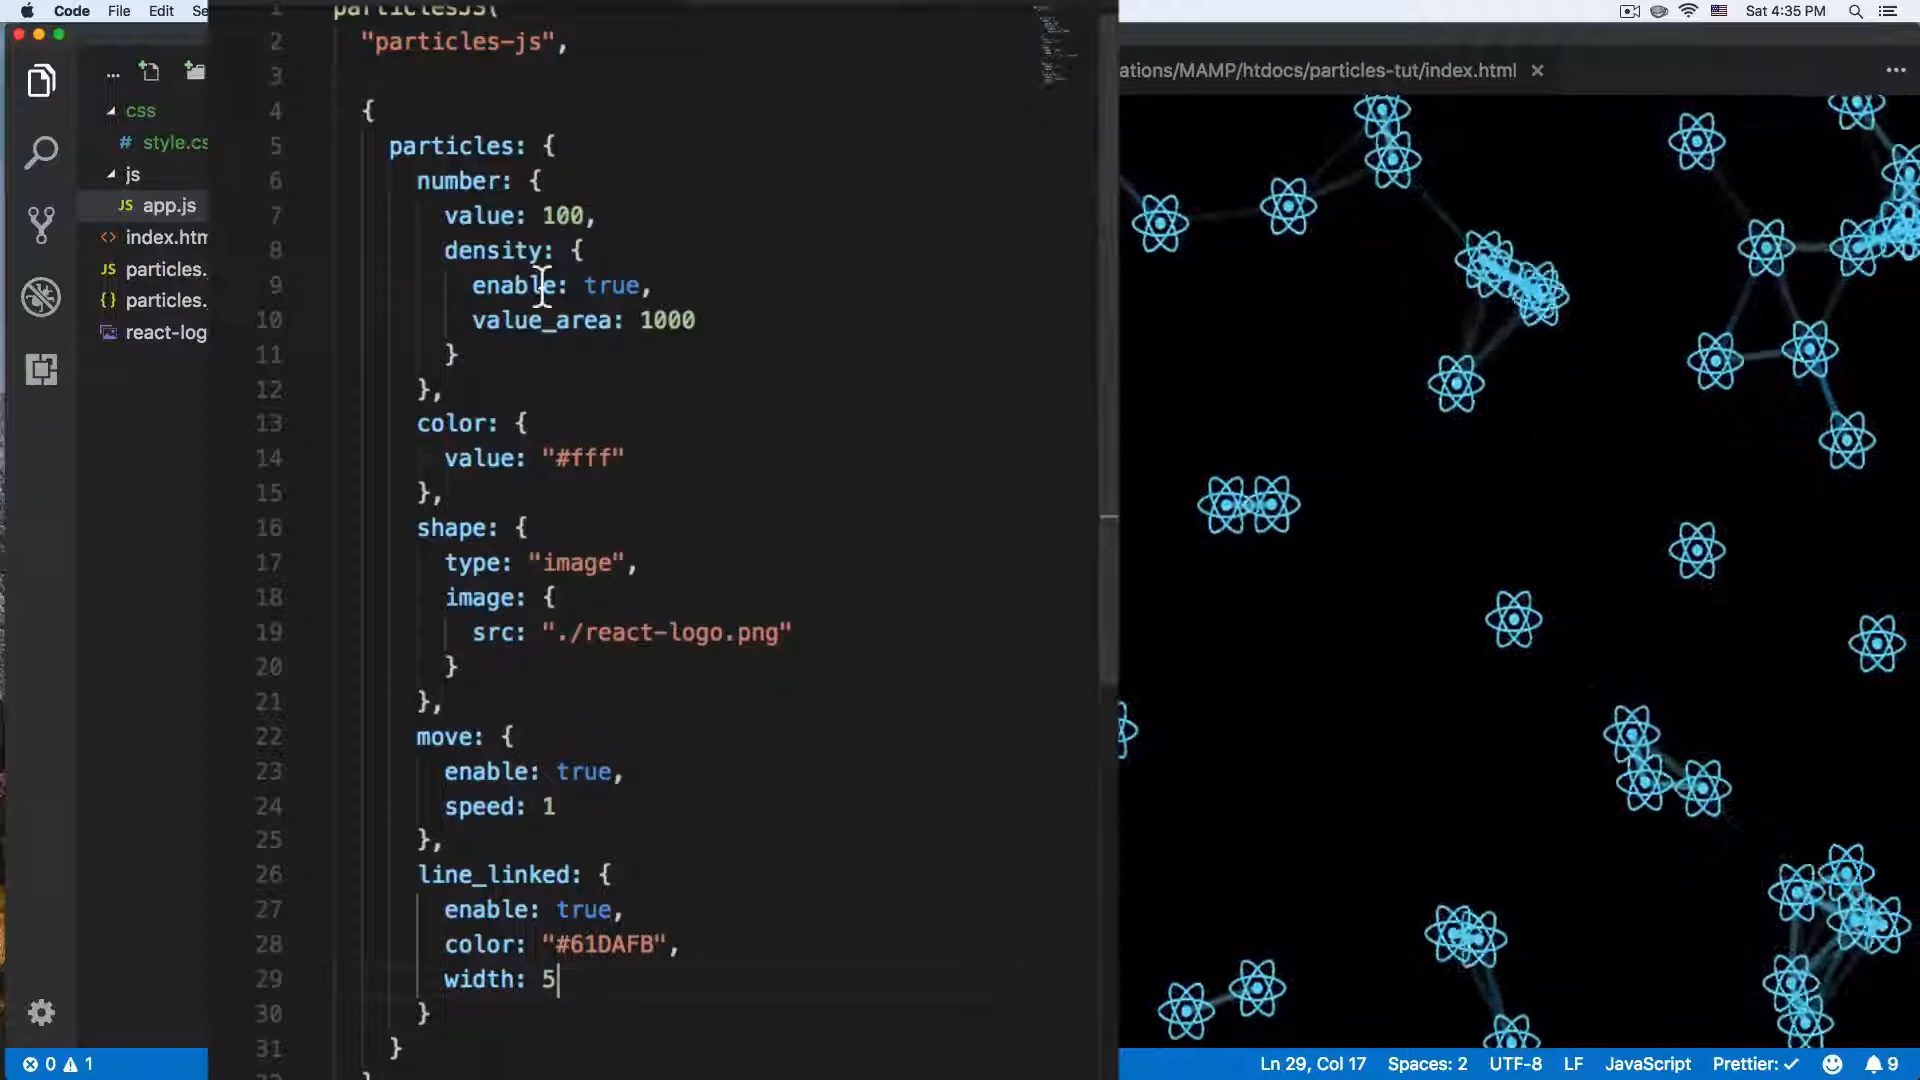 Code File Edit Se
Sat 4:35 PM
ations/MAMP/htdocs/particles-tut/index.html
css
# style.cs
js
JS app.js
<> index.htm
JS particles.
{} particles.
react-log
1 particlesJS(
2 "particles-js",
3
4 {
5 particles: {
6 number: {
7 value: 100,
8 density: {
9 enable: true,
10 value_area: 1000
11 }
12 },
13 color: {
14 value: "#fff"
15 },
16 shape: {
17 type: "image",
18 image: {
19 src: "./react-logo.png"
20 }
21 },
22 move: {
23 enable: true,
24 speed: 1
25 },
26 line_linked: {
27 enable: true,
28 color: "#61DAFB",
29 width: 5
30 }
31 }
0 1
Ln 29, Col 17 Spaces: 2 UTF-8 LF JavaScript Prettier: ✓ 9